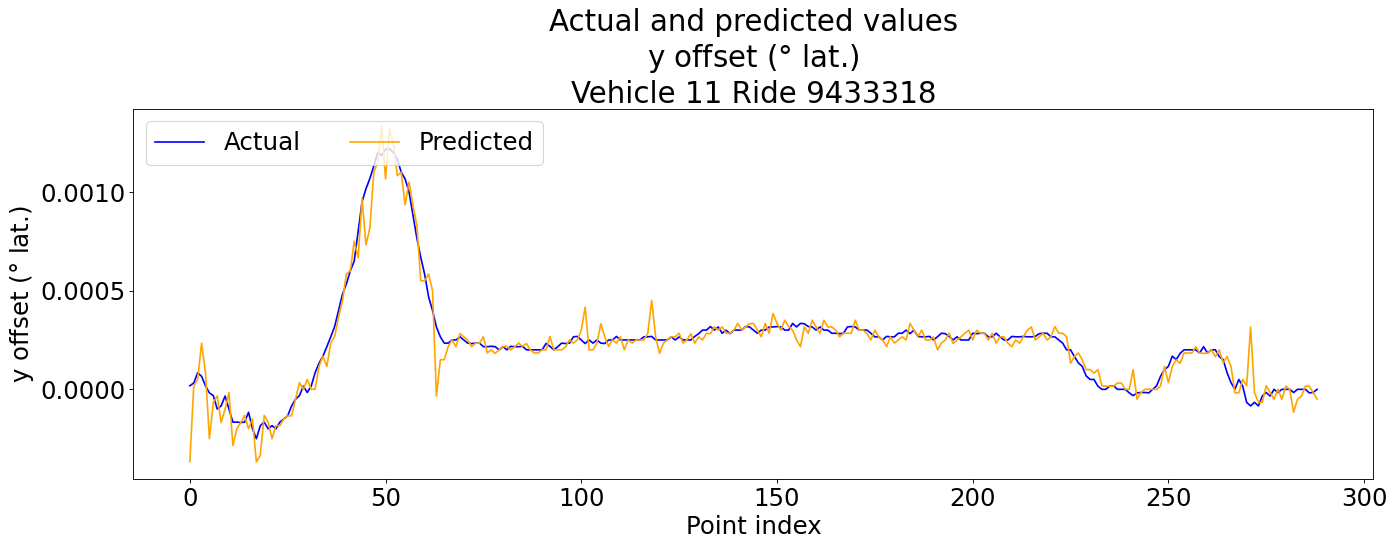 Actual and predicted values
y offset (° lat.)
Vehicle 11 Ride 9433318
Actual Predicted
y offset (° lat.)
0.0010
0.0005
0.0000
0 50 100 150 200 250 300
Point index